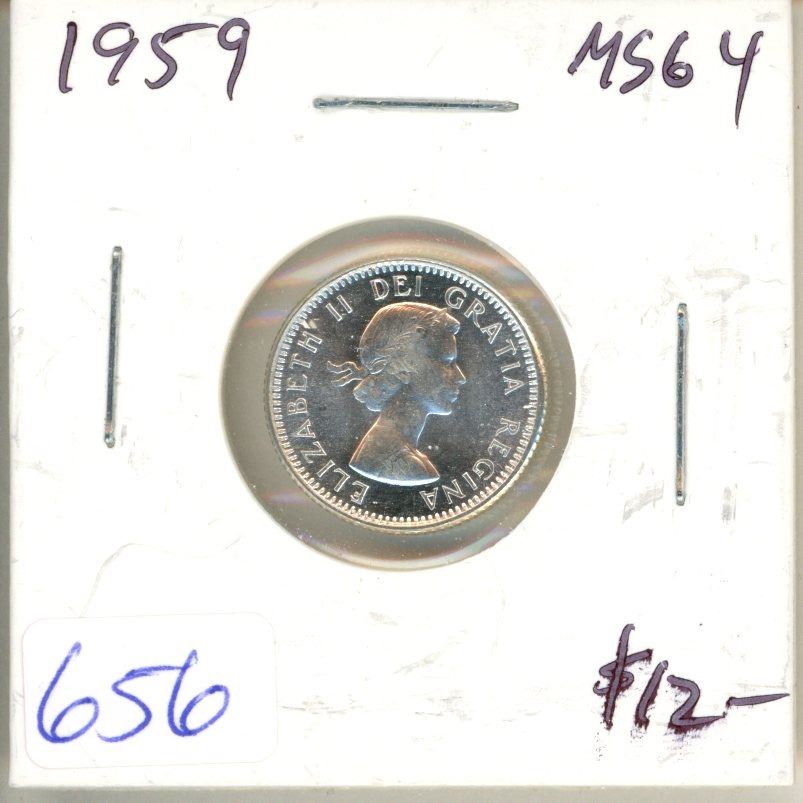 1959 MS64
ELIZABETH II DEI GRATIA REGINA
656 $12-